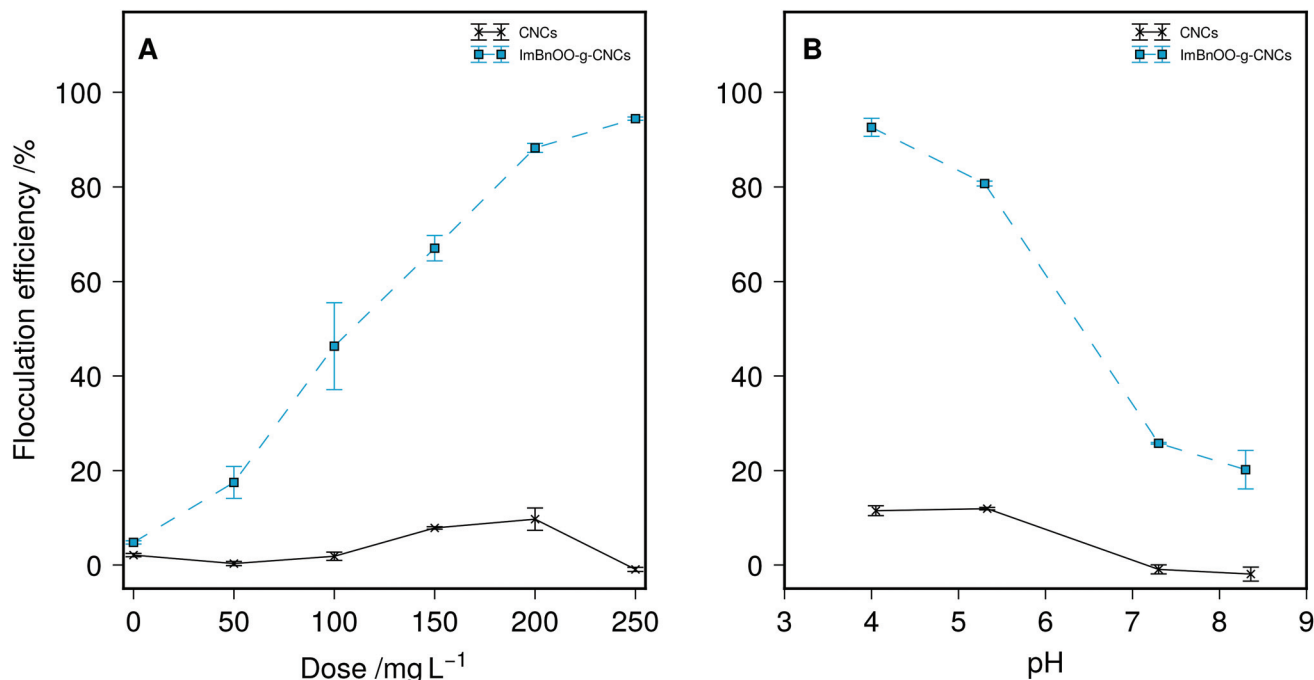 A
CNCs
ImBnOO-g-CNCs
100
80
60
40
20
0
Flocculation efficiency /%
0 50 100 150 200 250
Dose /mg L⁻¹
B
CNCs
ImBnOO-g-CNCs
100
80
60
40
20
0
3 4 5 6 7 8 9
pH